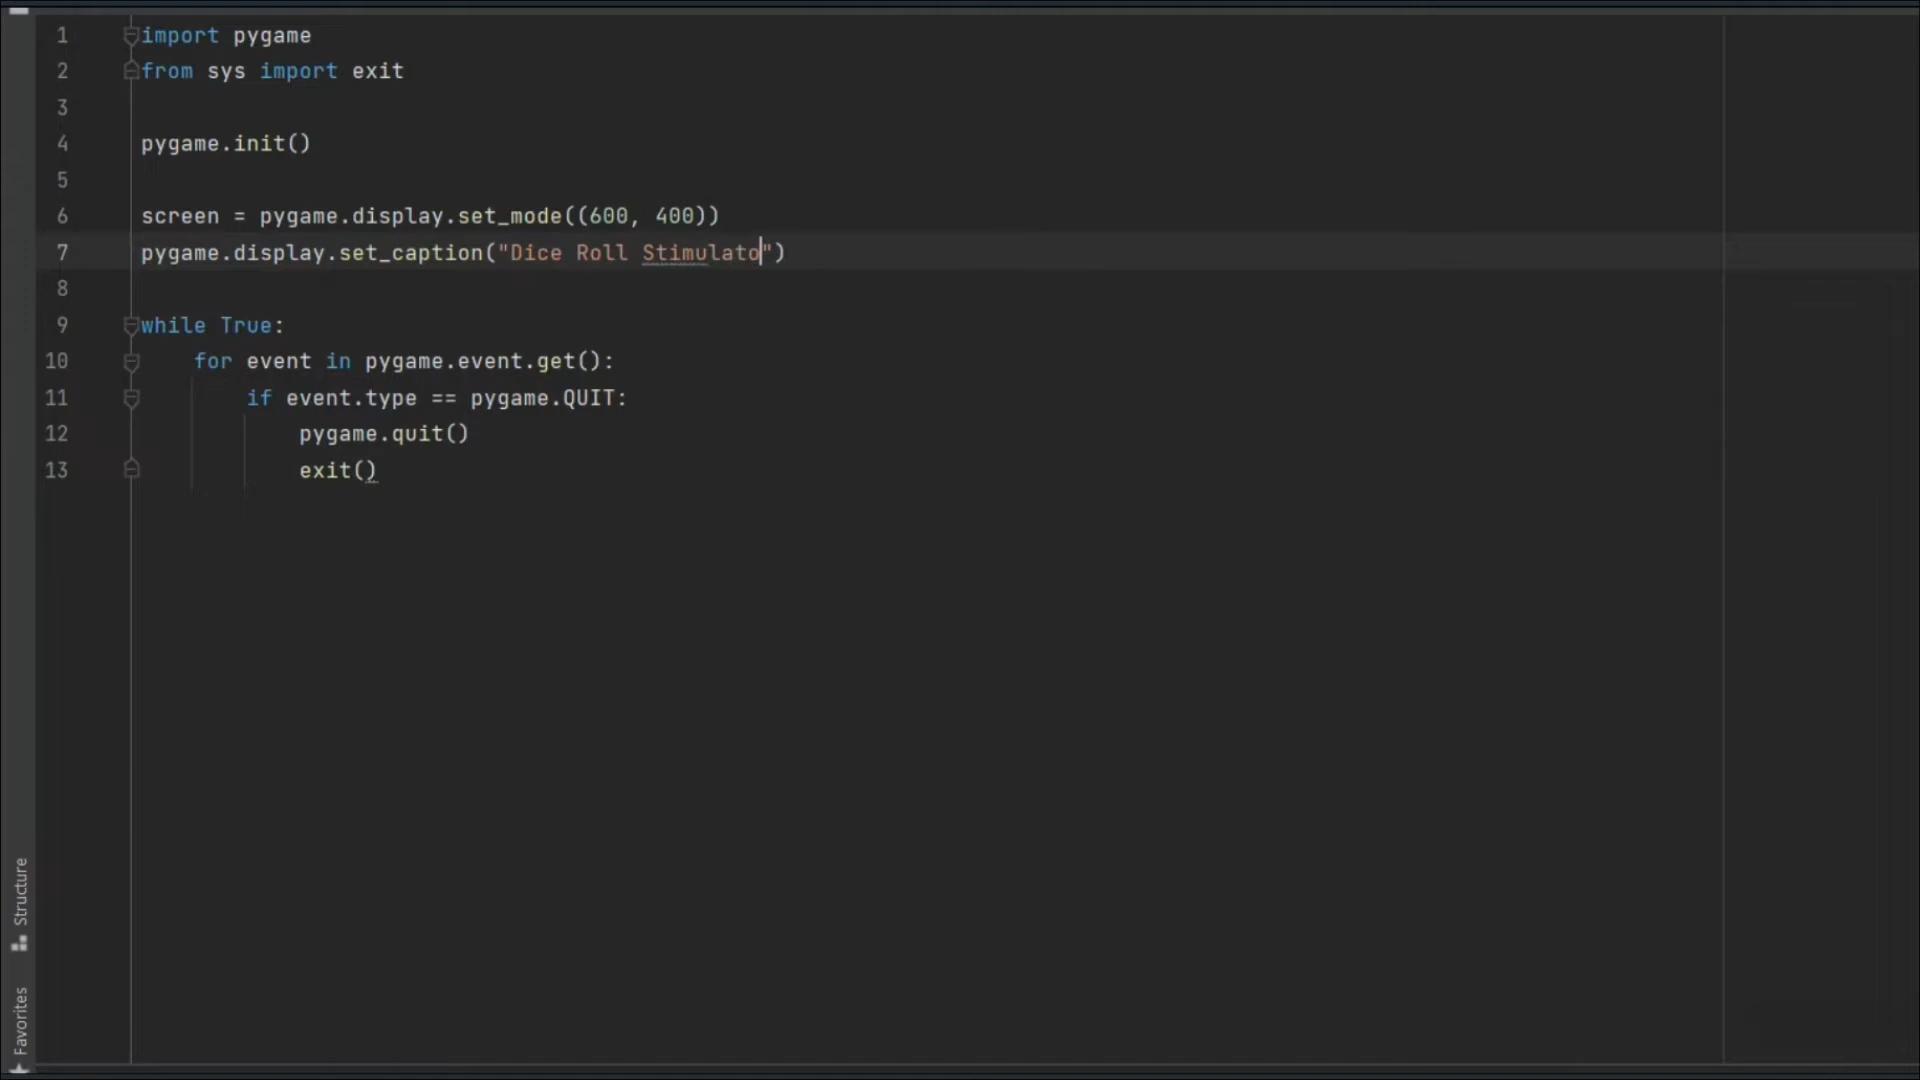 1 import pygame
2 from sys import exit
3
4 pygame.init()
5
6 screen = pygame.display.set_mode((600, 400))
7 pygame.display.set_caption("Dice Roll Stimulato")
8
9 while True:
10     for event in pygame.event.get():
11         if event.type == pygame.QUIT:
12             pygame.quit()
13             exit()
Structure
Favorites